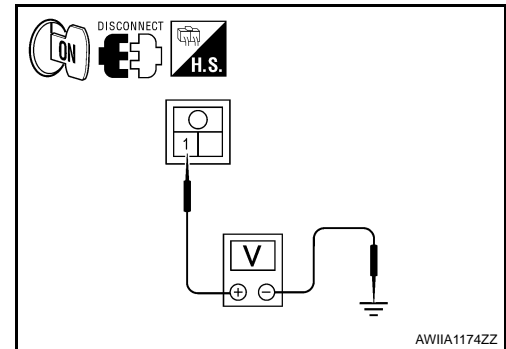 DISCONNECT
ON
H.S.
1
V
+ -
AWIIA1174ZZ